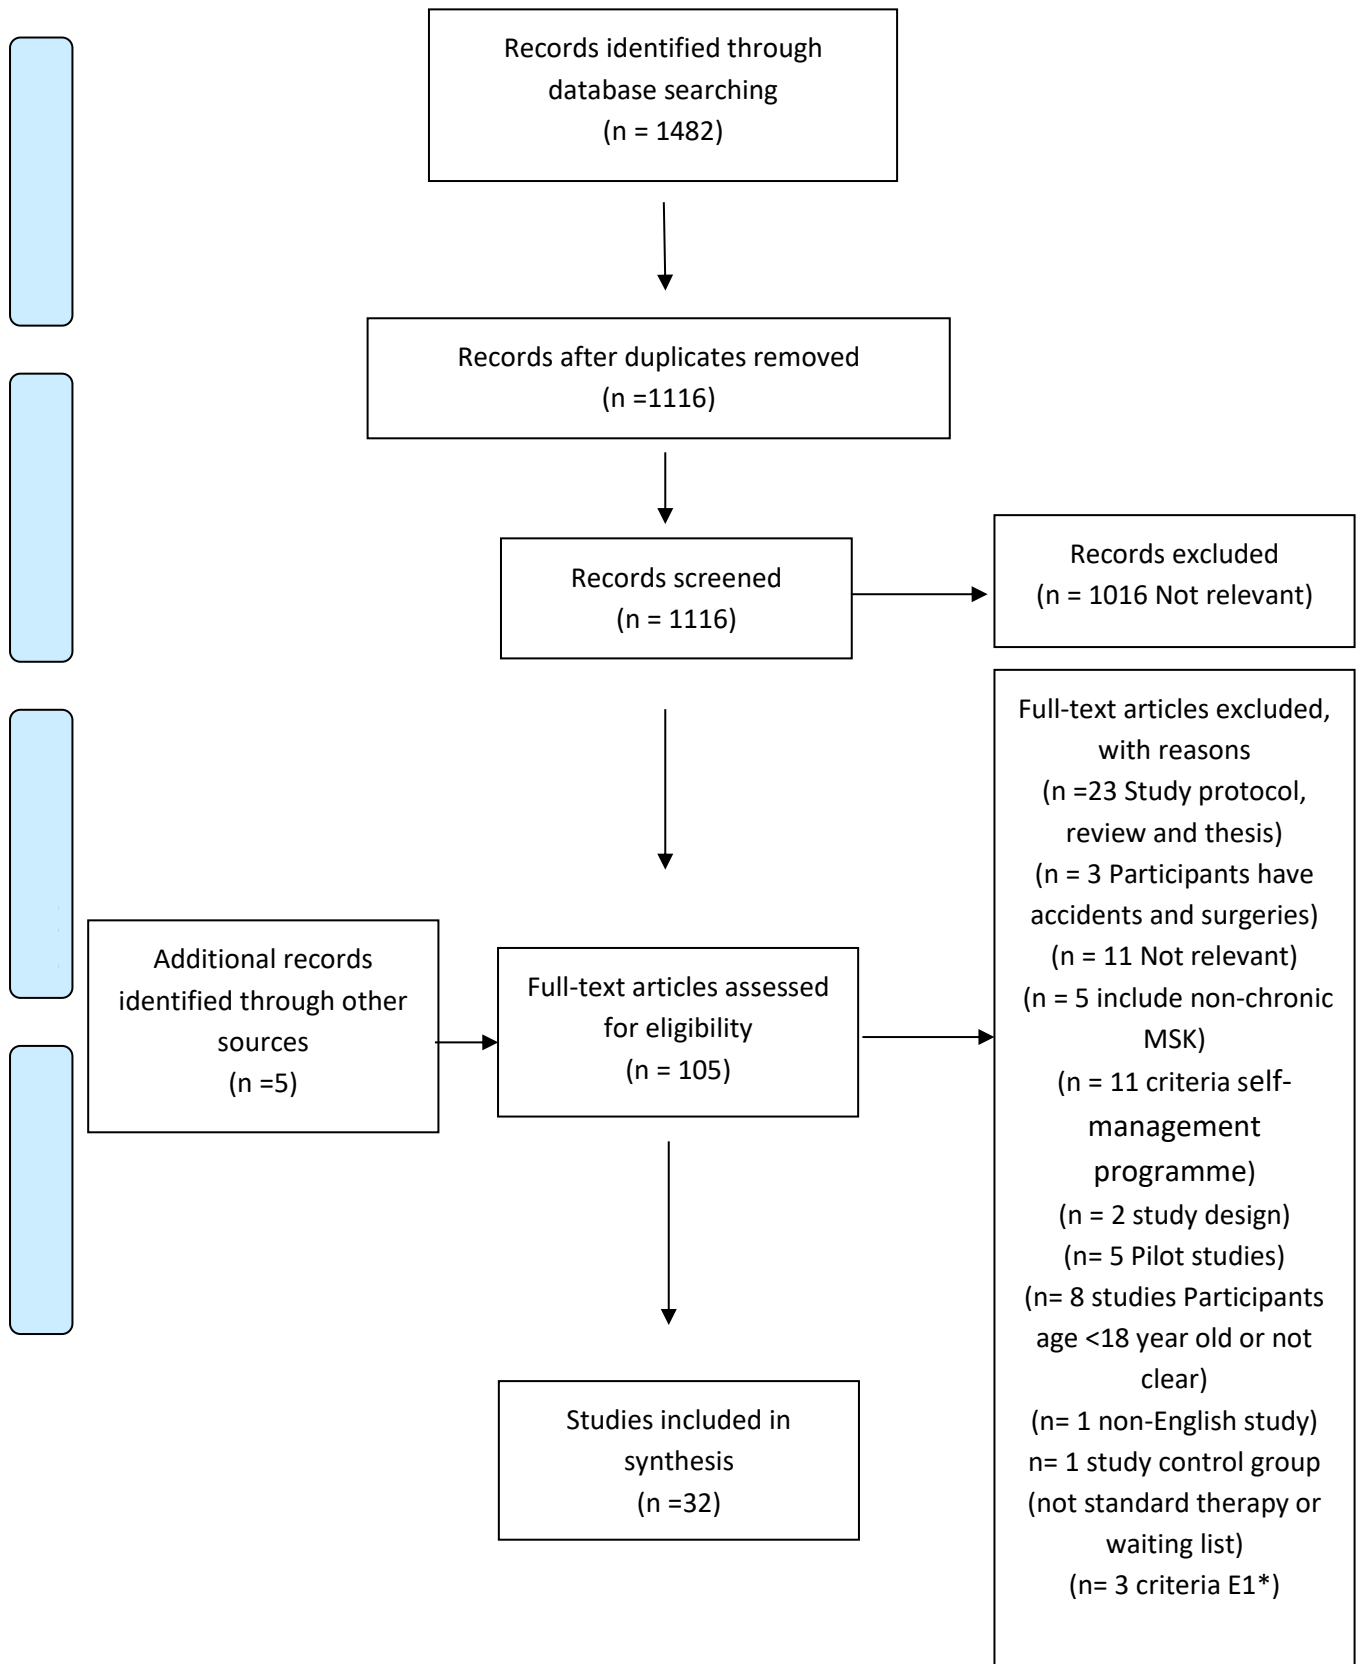 Records identified through
database searching
(n = 1482)
Records after duplicates removed
(n =1116)
Records screened
(n = 1116)
Records excluded
(n = 1016 Not relevant)
Additional records
identified through other
sources
(n =5)
Full-text articles assessed
for eligibility
(n = 105)
Full-text articles excluded,
with reasons
(n =23 Study protocol,
review and thesis)
(n = 3 Participants have
accidents and surgeries)
(n = 11 Not relevant)
(n = 5 include non-chronic
MSK)
(n = 11 criteria self-
management
programme)
(n = 2 study design)
(n= 5 Pilot studies)
(n= 8 studies Participants
age <18 year old or not
clear)
(n= 1 non-English study)
n= 1 study control group
(not standard therapy or
waiting list)
(n= 3 criteria E1*)
Studies included in
synthesis
(n =32)